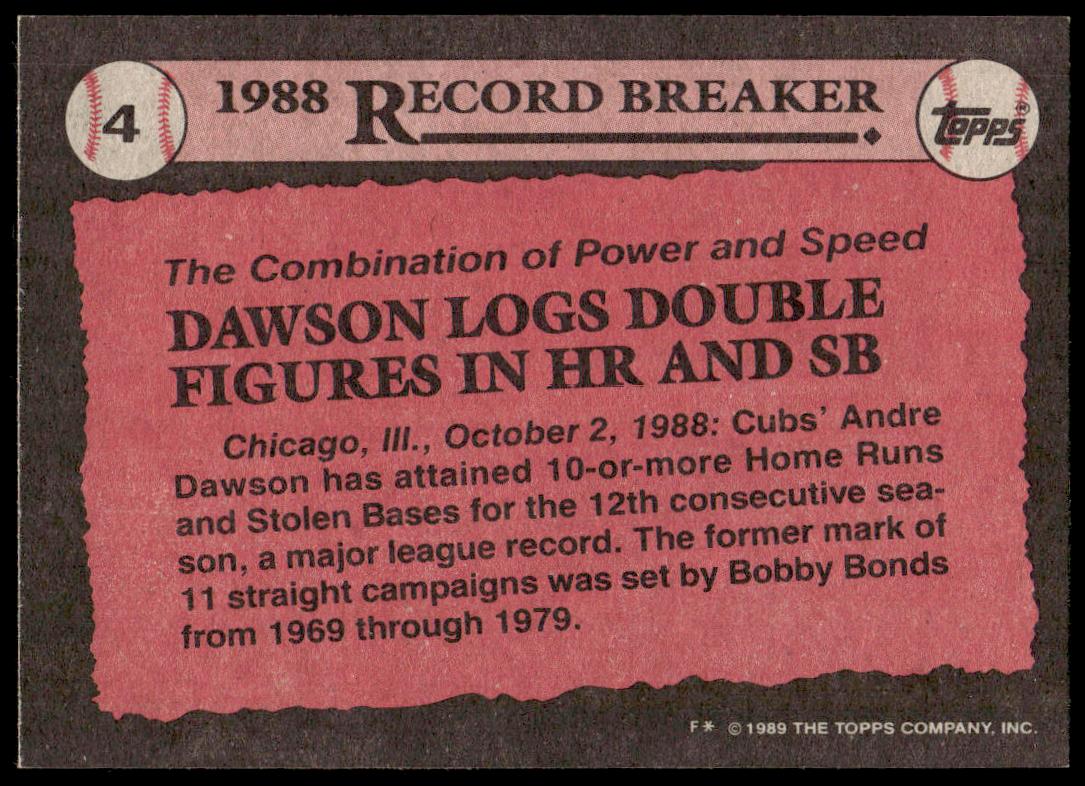 4
1988 RECORD BREAKER
Topps®
The Combination of Power and Speed
DAWSON LOGS DOUBLE
FIGURES IN HR AND SB
Chicago, Ill., October 2, 1988: Cubs' Andre
Dawson has attained 10-or-more Home Runs
and Stolen Bases for the 12th consecutive sea-
son, a major league record. The former mark of
11 straight campaigns was set by Bobby Bonds
from 1969 through 1979.
F* © 1989 THE TOPPS COMPANY, INC.